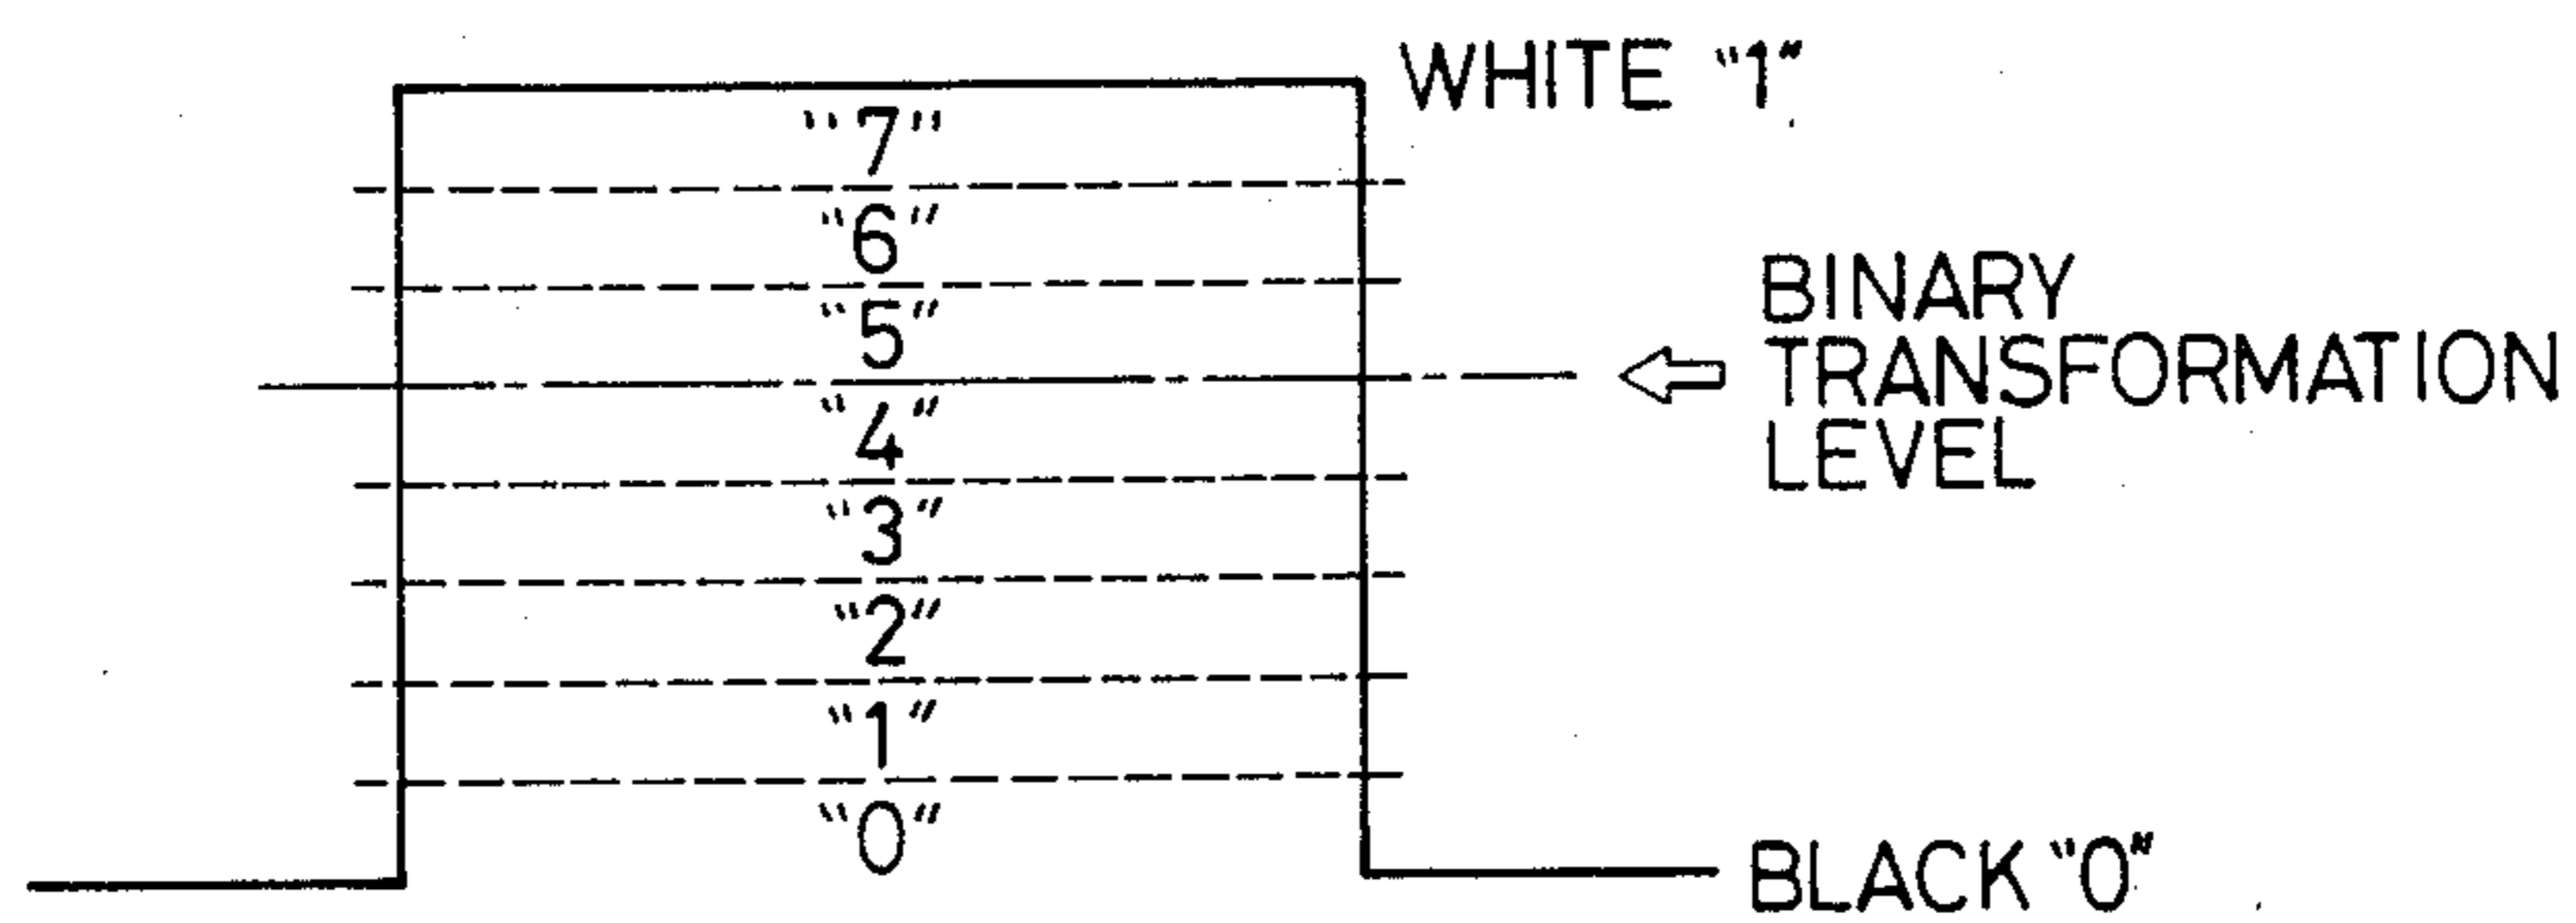 WHITE "1"
"7"
"6"
"5"
BINARY
TRANSFORMATION
LEVEL
"4"
"3"
"2"
"1"
"0"
BLACK "0"